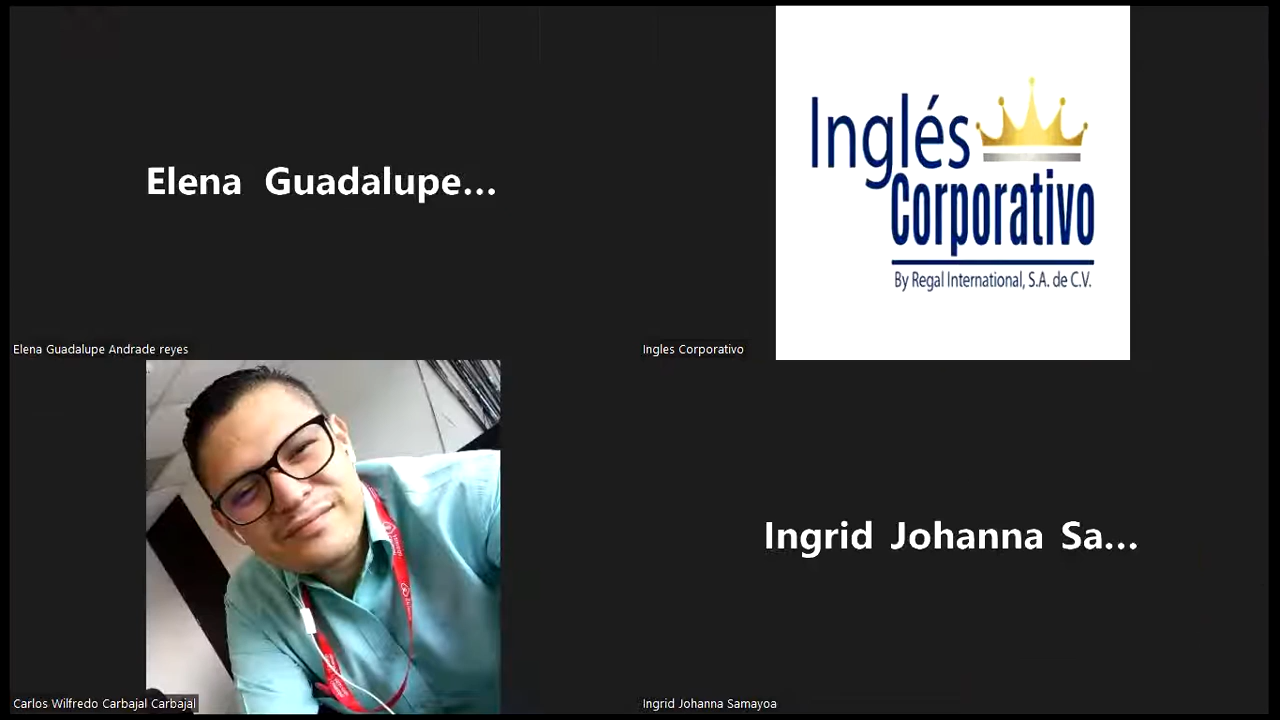 Elena Guadalupe...
Elena Guadalupe Andrade reyes
Inglés
Corporativo
By Regal International, S.A. de C.V.
Ingles Corporativo
Carlos Wilfredo Carbajal Carbajal
Ingrid Johanna Sa...
Ingrid Johanna Samayoa